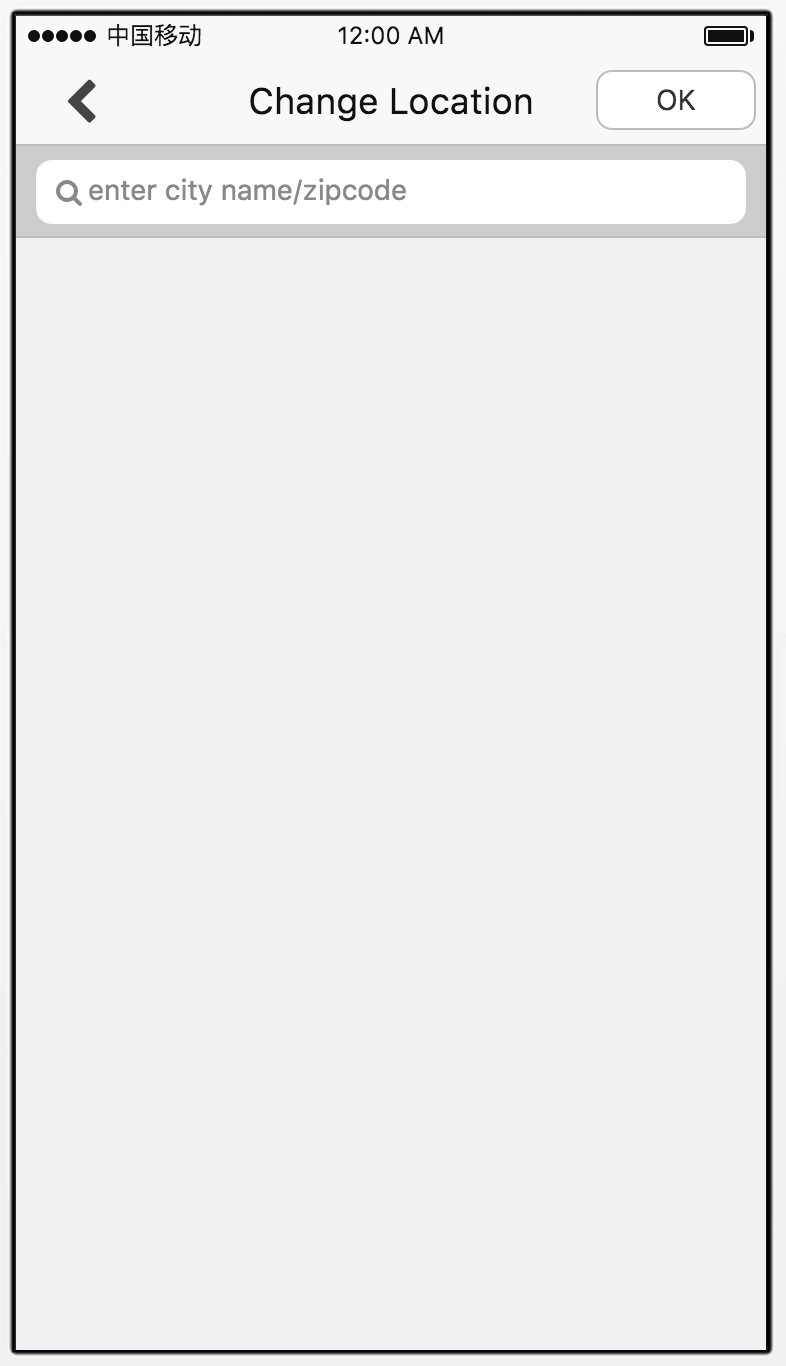 中国移动 12:00 AM
Change Location OK
enter city name/zipcode